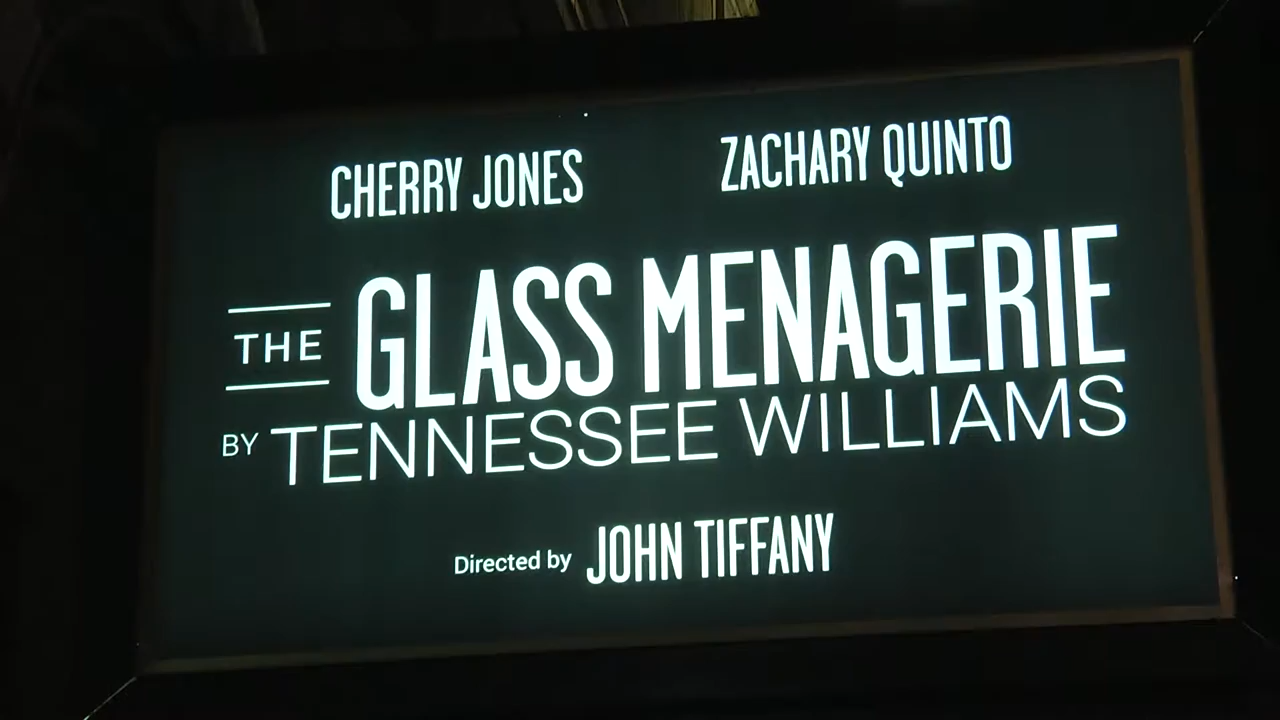 CHERRY JONES ZACHARY QUINTO
THE GLASS MENAGERIE
BY TENNESSEE WILLIAMS
Directed by JOHN TIFFANY